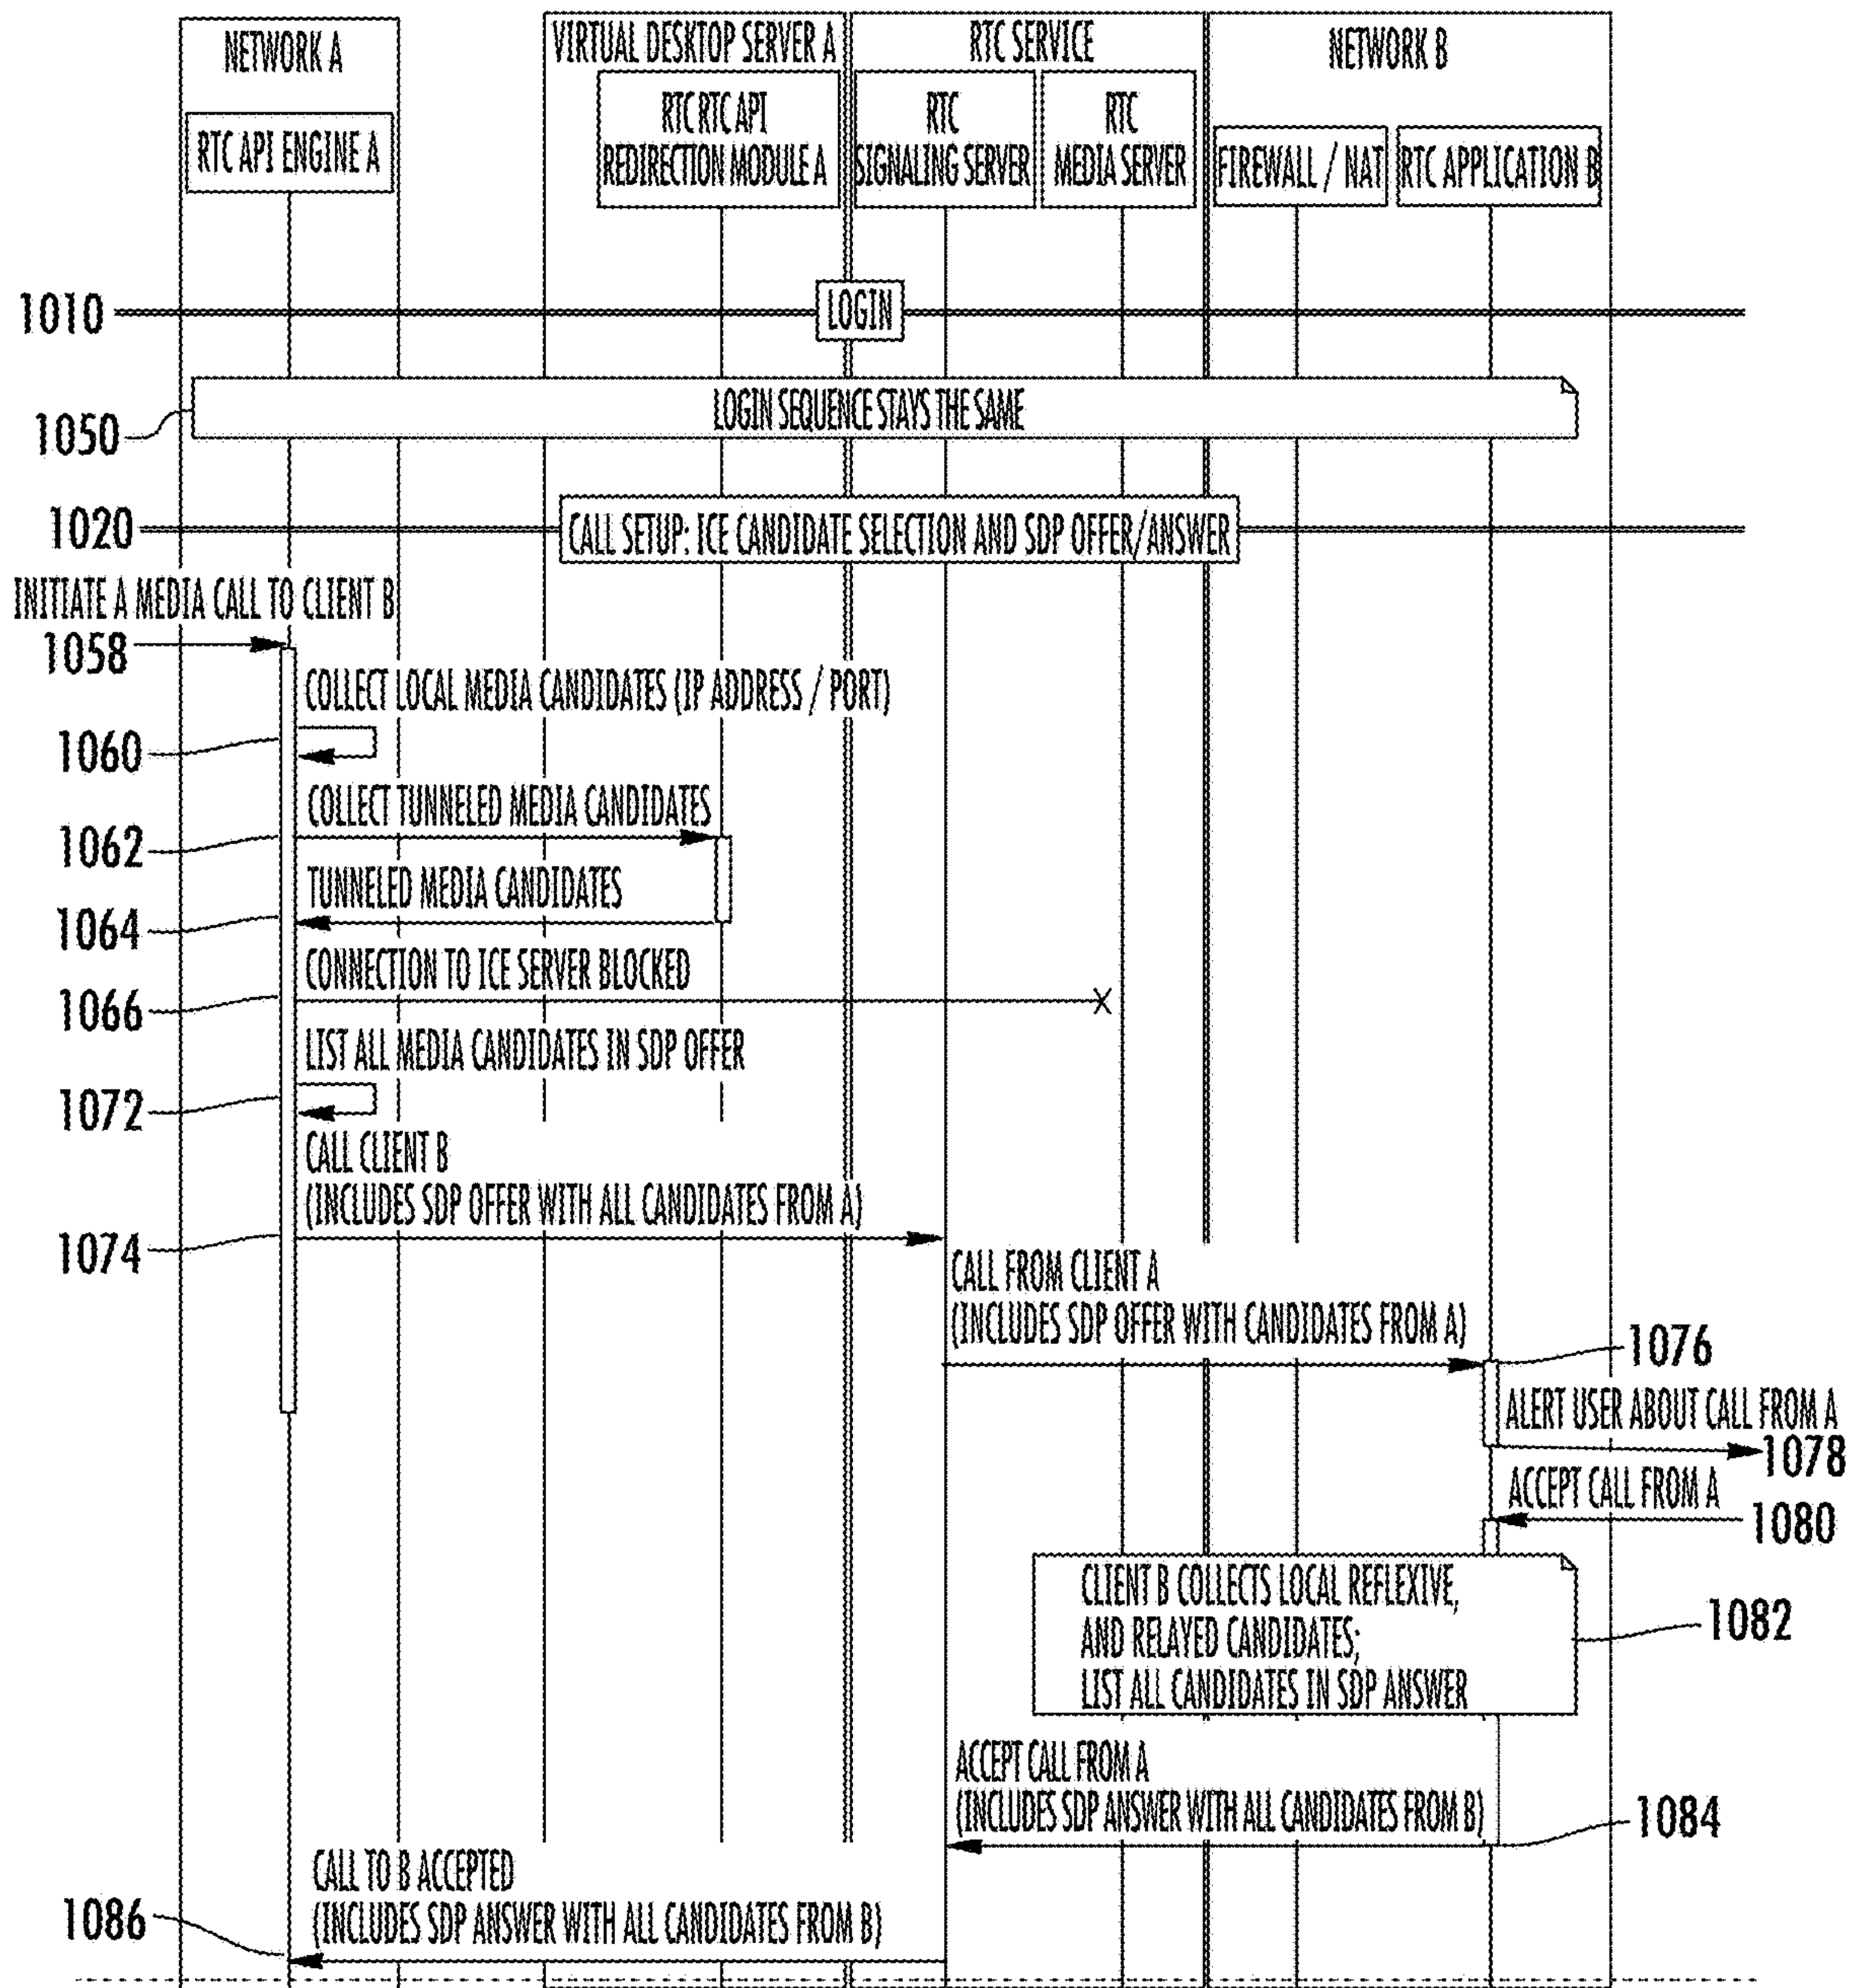 NETWORK A
VIRTUAL DESKTOP SERVER A
RTC SERVICE
NETWORK B
RTC API ENGINE A
RTC RTC API
REDIRECTION MODULE A
RTC
SIGNALING SERVER
RTC
MEDIA SERVER
FIREWALL / NAT
RTC APPLICATION B
1010
LOGIN
1050
LOGIN SEQUENCE STAYS THE SAME
1020
CALL SETUP: ICE CANDIDATE SELECTION AND SDP OFFER/ANSWER
INITIATE A MEDIA CALL TO CLIENT B
1058
COLLECT LOCAL MEDIA CANDIDATES (IP ADDRESS / PORT)
1060
COLLECT TUNNELED MEDIA CANDIDATES
1062
TUNNELED MEDIA CANDIDATES
1064
CONNECTION TO ICE SERVER BLOCKED
1066
X
LIST ALL MEDIA CANDIDATES IN SDP OFFER
1072
CALL CLIENT B
(INCLUDES SDP OFFER WITH ALL CANDIDATES FROM A)
1074
CALL FROM CLIENT A
(INCLUDES SDP OFFER WITH CANDIDATES FROM A)
1076
ALERT USER ABOUT CALL FROM A
1078
ACCEPT CALL FROM A
1080
CLIENT B COLLECTS LOCAL REFLEXIVE,
AND RELAYED CANDIDATES;
LIST ALL CANDIDATES IN SDP ANSWER
1082
ACCEPT CALL FROM A
(INCLUDES SDP ANSWER WITH ALL CANDIDATES FROM B)
1084
CALL TO B ACCEPTED
(INCLUDES SDP ANSWER WITH ALL CANDIDATES FROM B)
1086